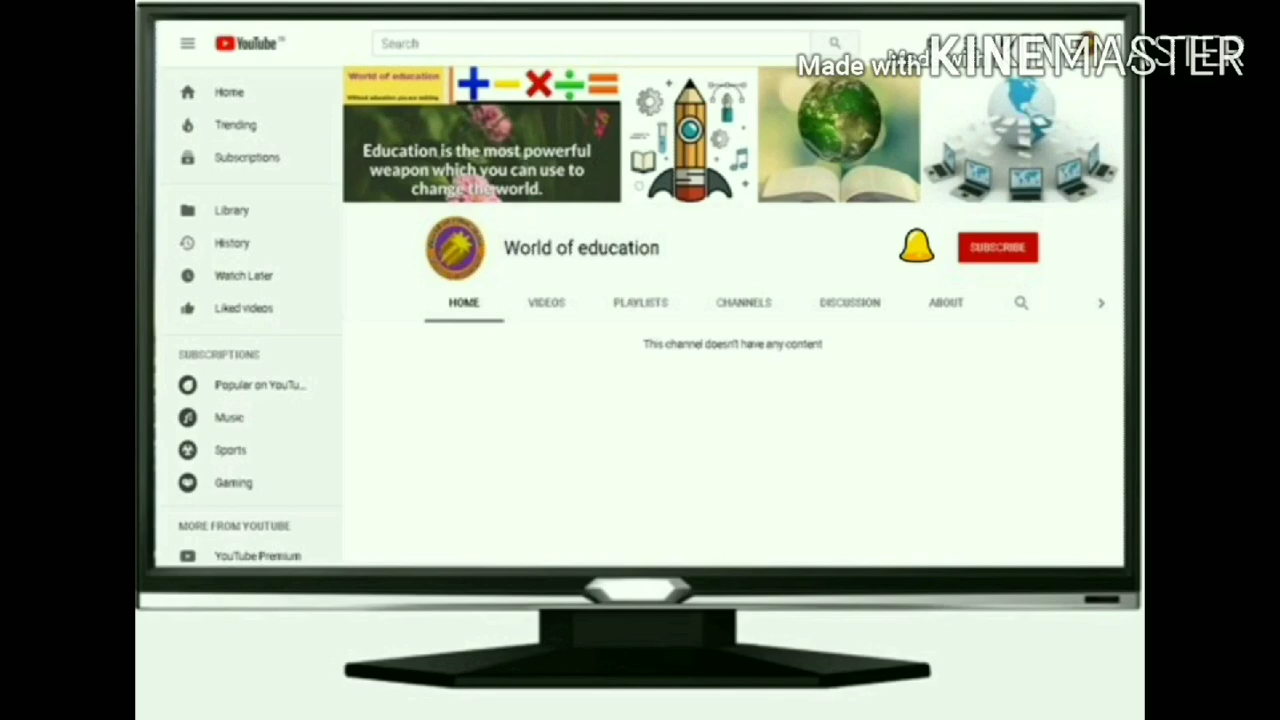 YouTube
Search
Made with KINEMASTER
Home
Trending
Subscriptions
Library
History
Watch Later
Liked videos
SUBSCRIPTIONS
Popular on YouTu...
Music
Sports
Gaming
MORE FROM YOUTUBE
YouTube Premium
World of education
Education is the most powerful
weapon which you can use to
change the world.
World of education
SUBSCRIBE
HOME VIDEOS PLAYLISTS CHANNELS DISCUSSION ABOUT
This channel doesn't have any content